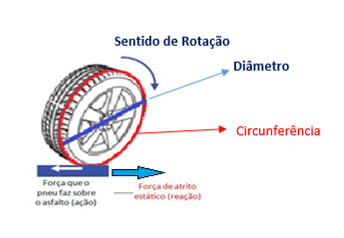 Sentido de Rotação
Diâmetro
Circunferência
Força que o
pneu faz sobre
o asfalto (ação)
Força de atrito
estático (reação)